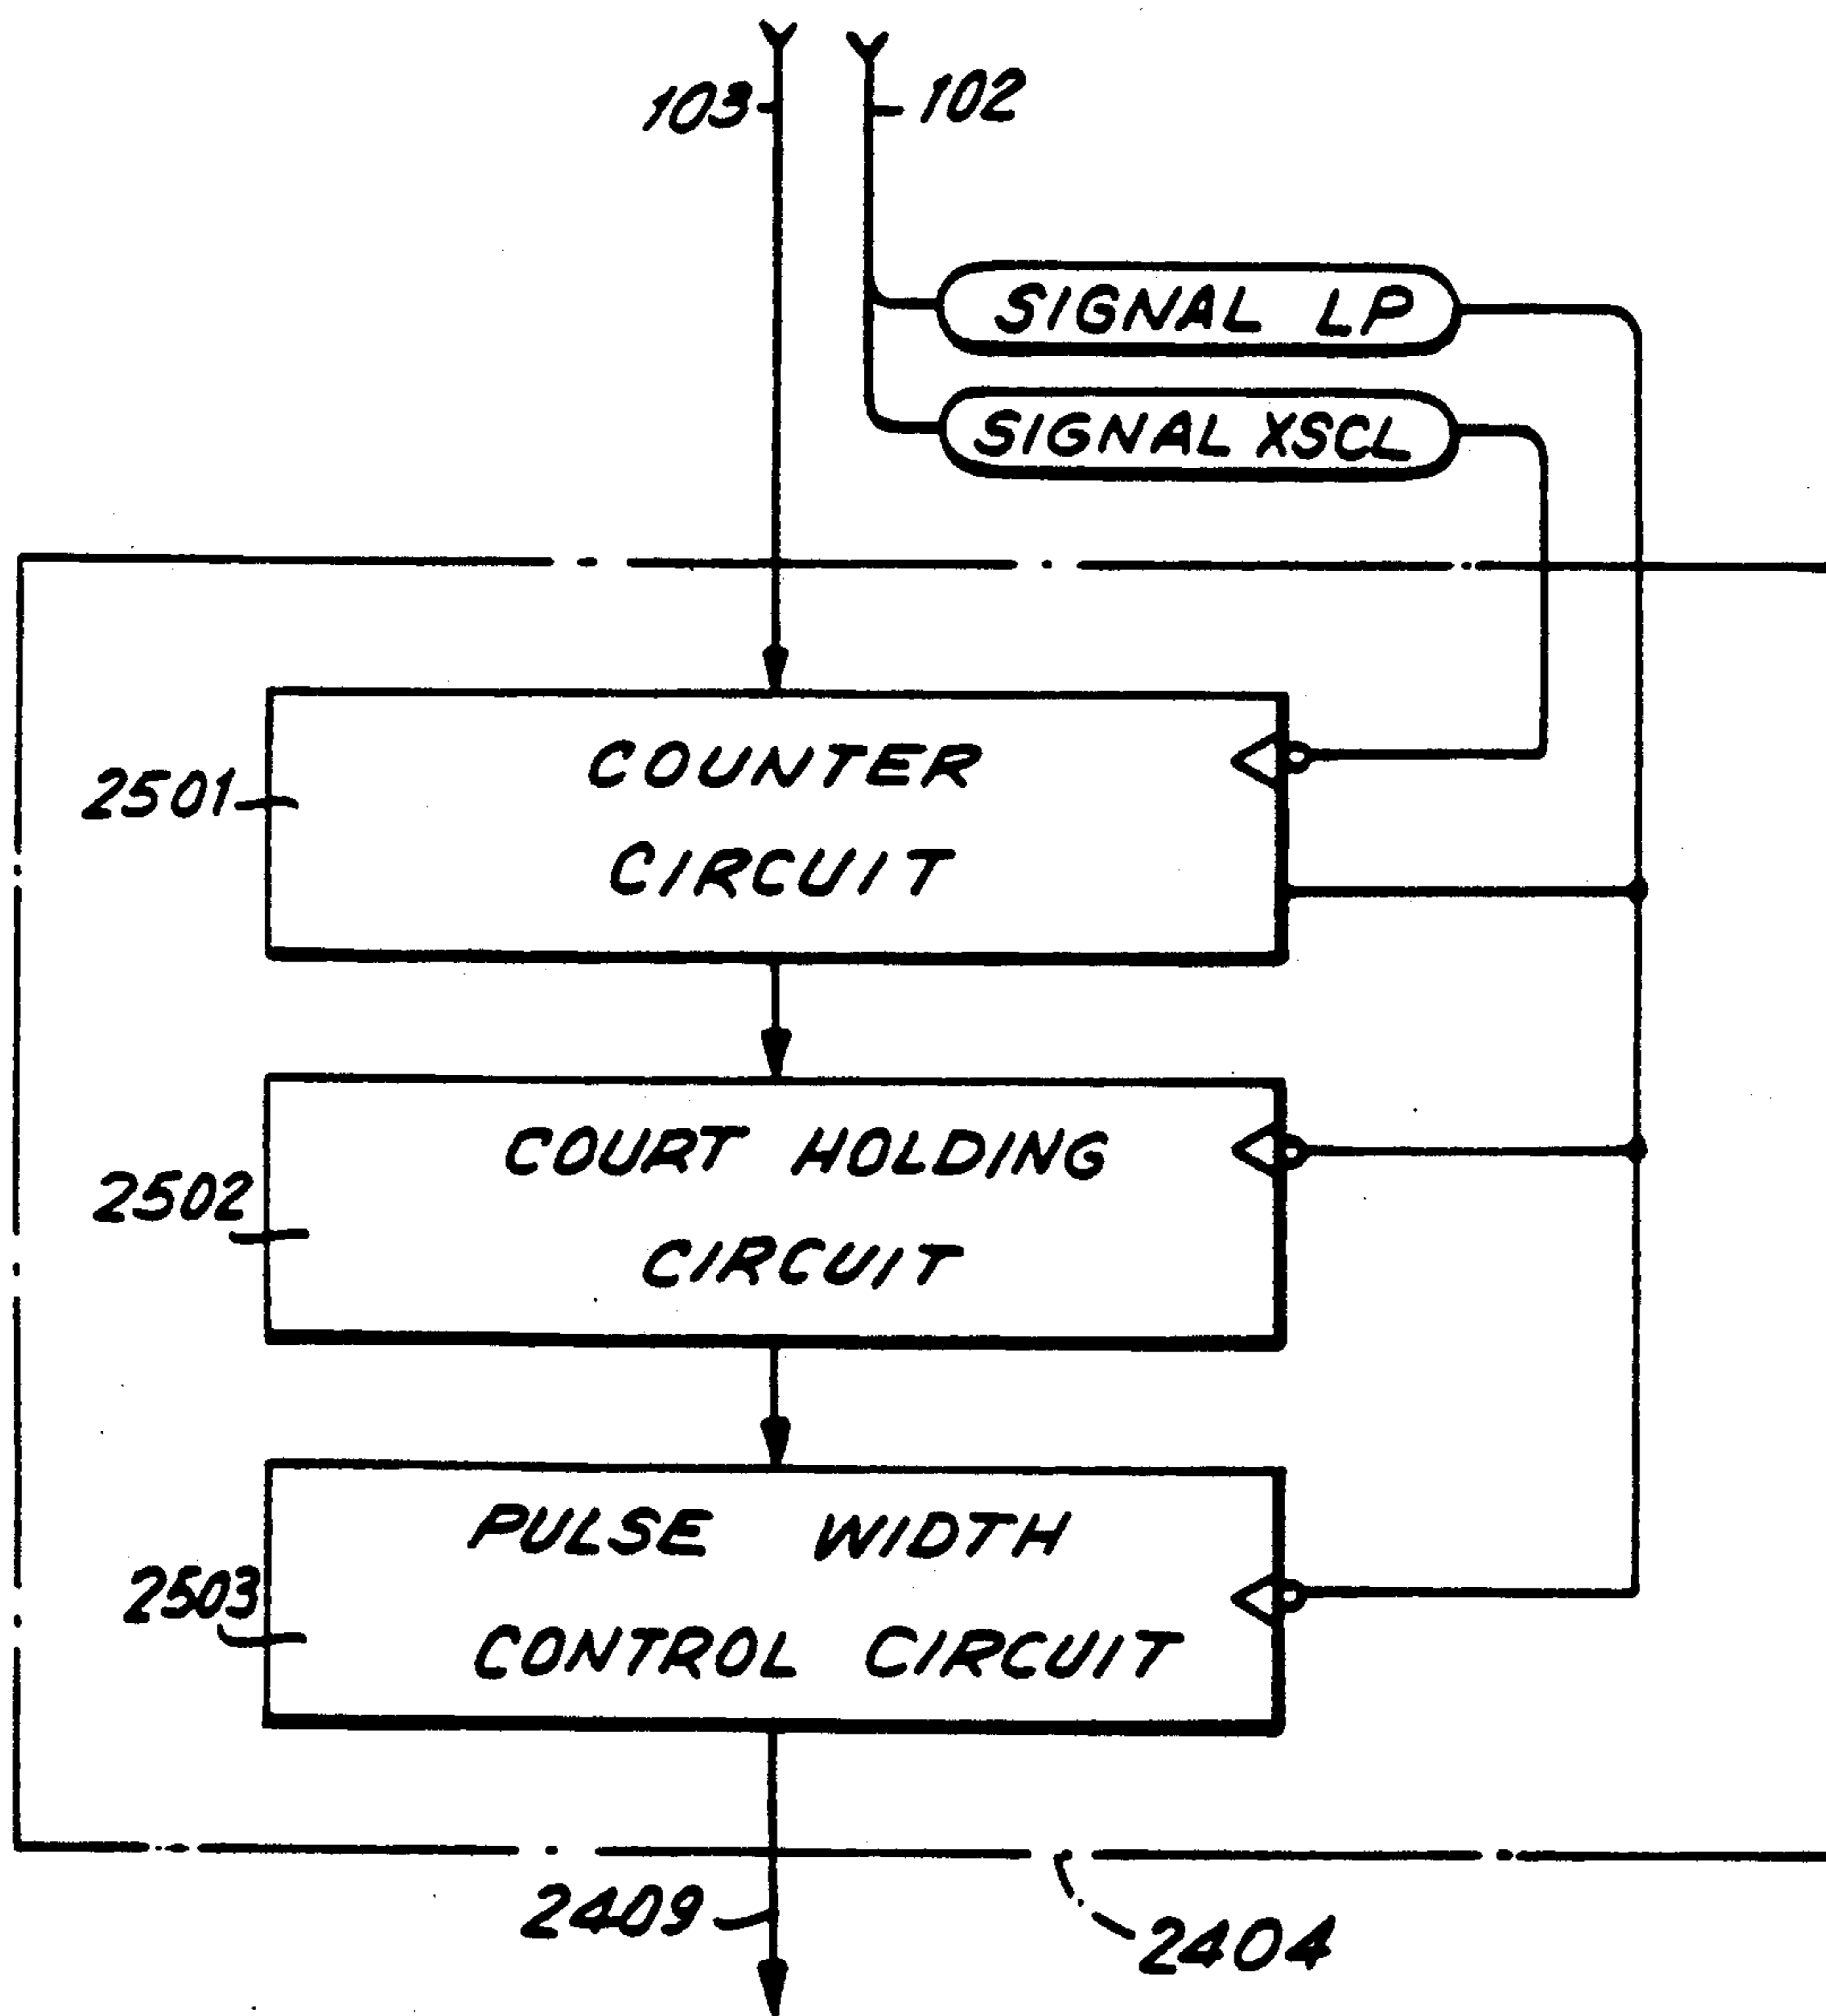 103
102
SIGNAL LP
SIGNAL XSCL
COUNTER
CIRCUIT
2501
COURT HOLDING
CIRCUIT
2502
PULSE WIDTH
CONTROL CIRCUIT
2503
2409
2404